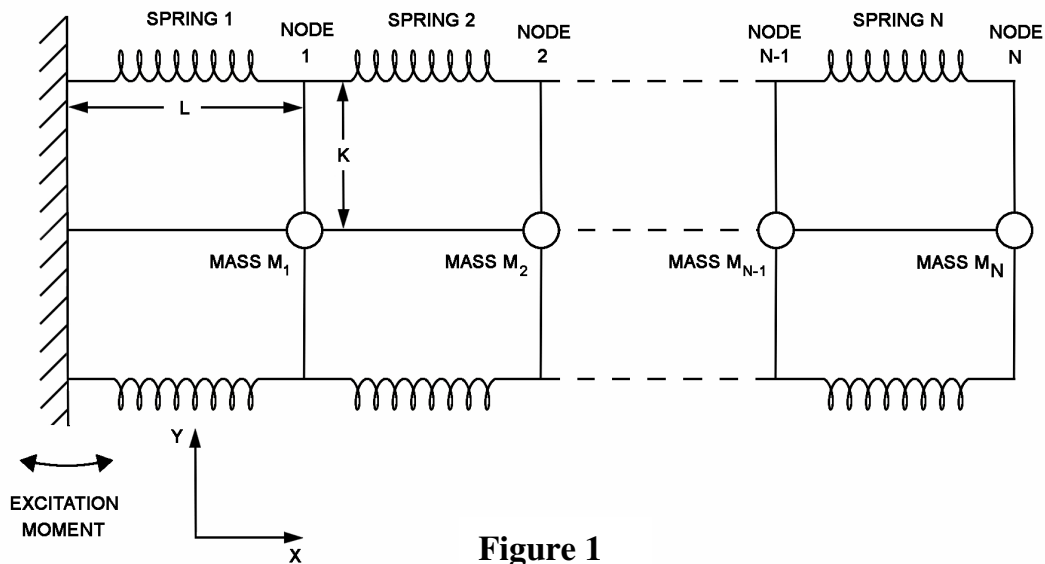 SPRING 1
NODE
1
SPRING 2
NODE
2
NODE
N-1
SPRING N
NODE
N
L
K
MASS M1
MASS M2
MASS MN-1
MASS MN
Y
X
EXCITATION
MOMENT
Figure 1